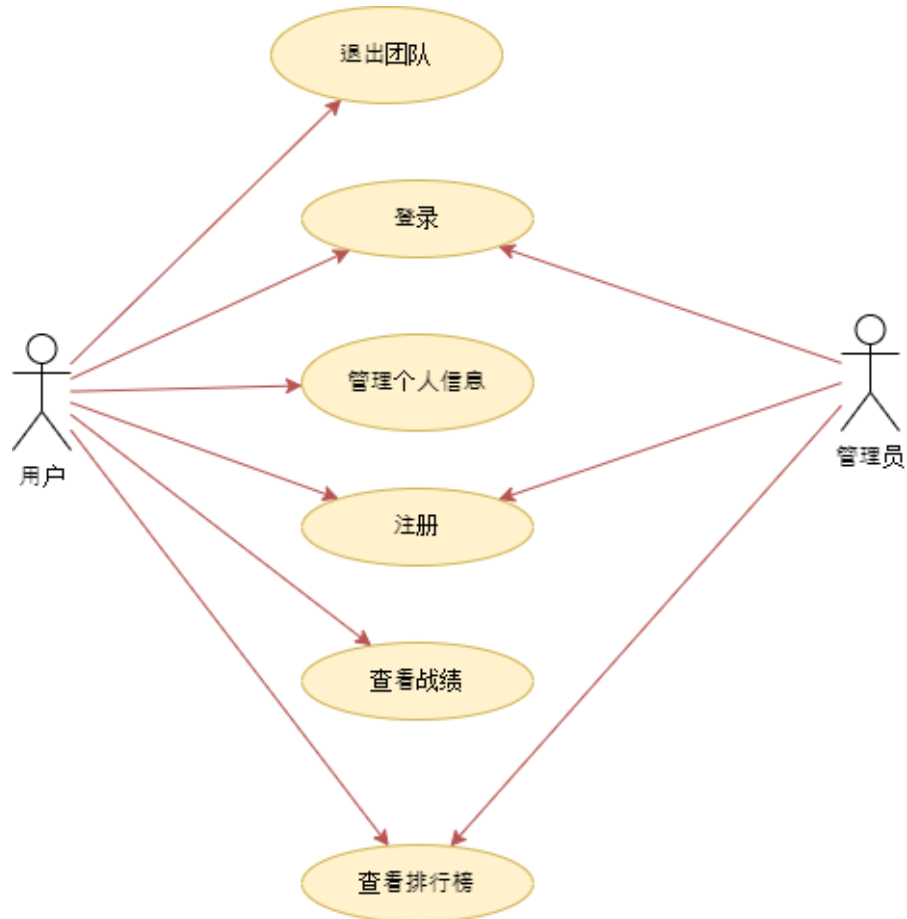 退出团队
登录
管理个人信息
用户
管理员
注册
查看战绩
查看排行榜